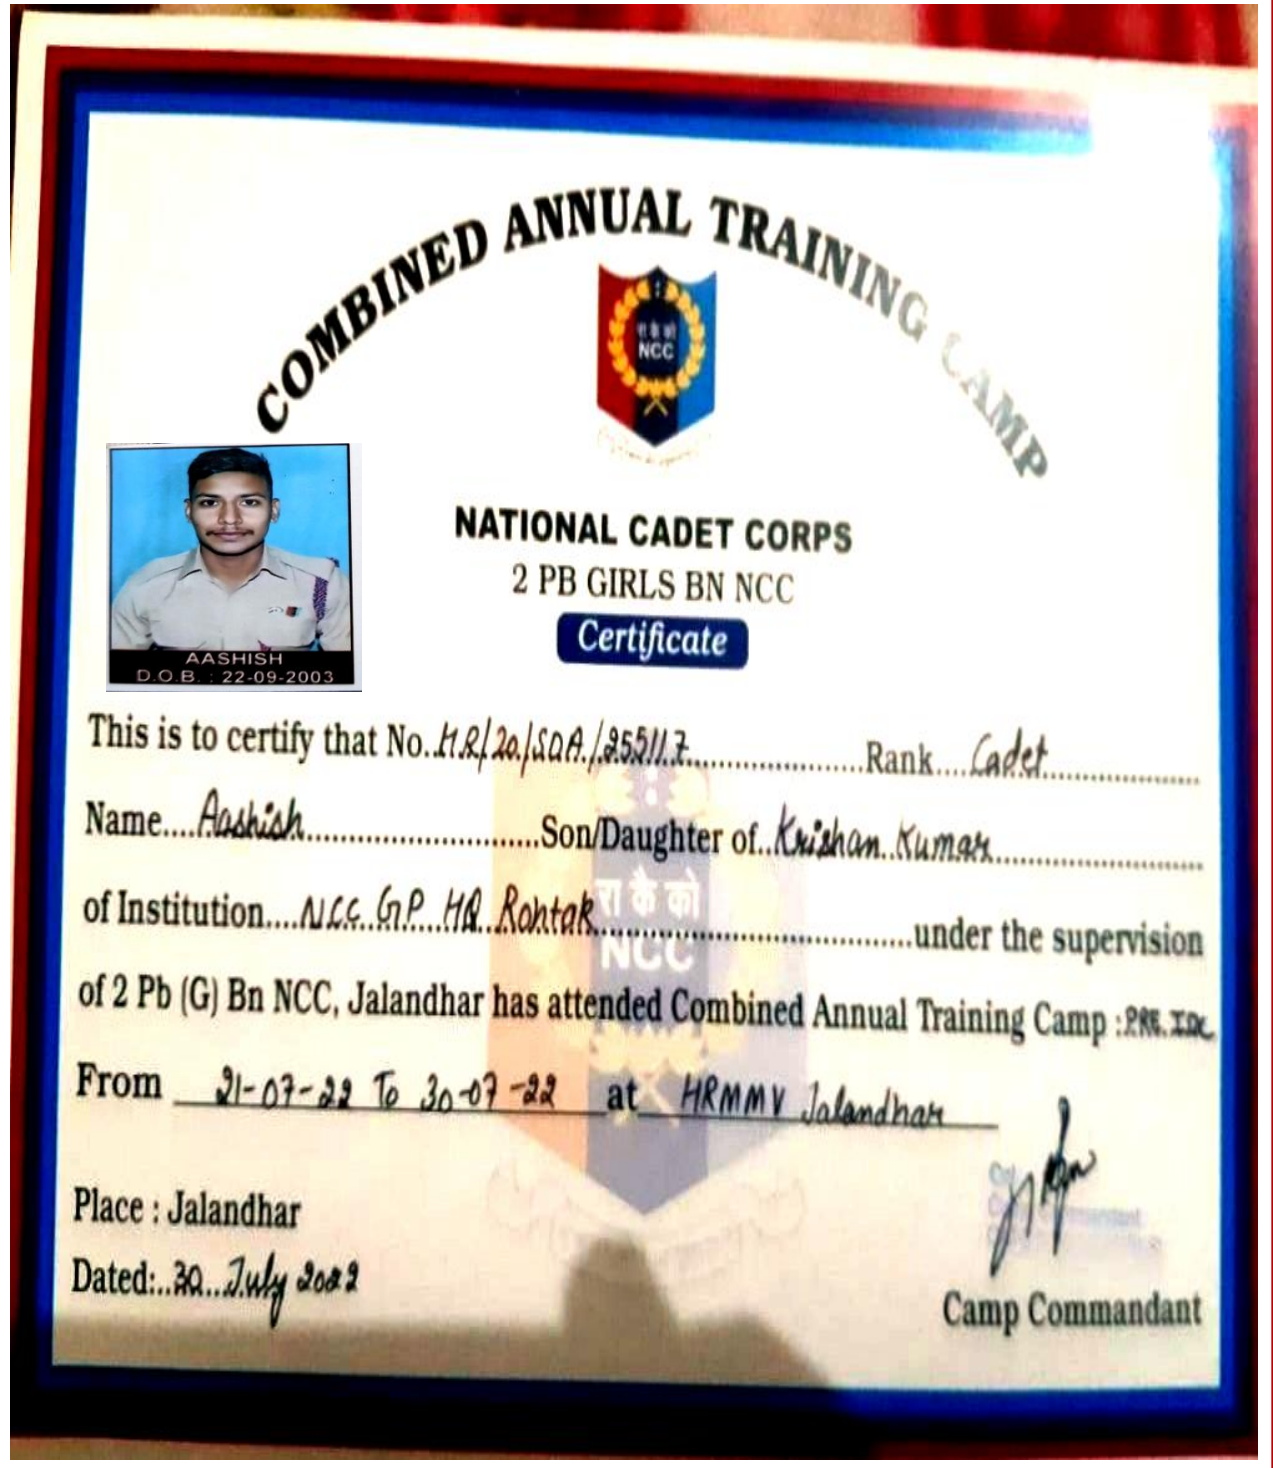 COMBINED ANNUAL TRAINING CAMP
रा कै को
NCC
NATIONAL CADET CORPS
2 PB GIRLS BN NCC
Certificate
AASHISH
D.O.B. : 22-09-2003
This is to certify that No. HR/20/SDA/255117 Rank Cadet
Name Aashish Son/Daughter of Krishan Kumar
of Institution NCC GP HQ Rohtak under the supervision
रा कै को
NCC
of 2 Pb (G) Bn NCC, Jalandhar has attended Combined Annual Training Camp : PRE. IDC
From 21-07-22 To 30-07-22 at HRMMV Jalandhar
Place : Jalandhar
Dated: 30 July 2022
Camp Commandant